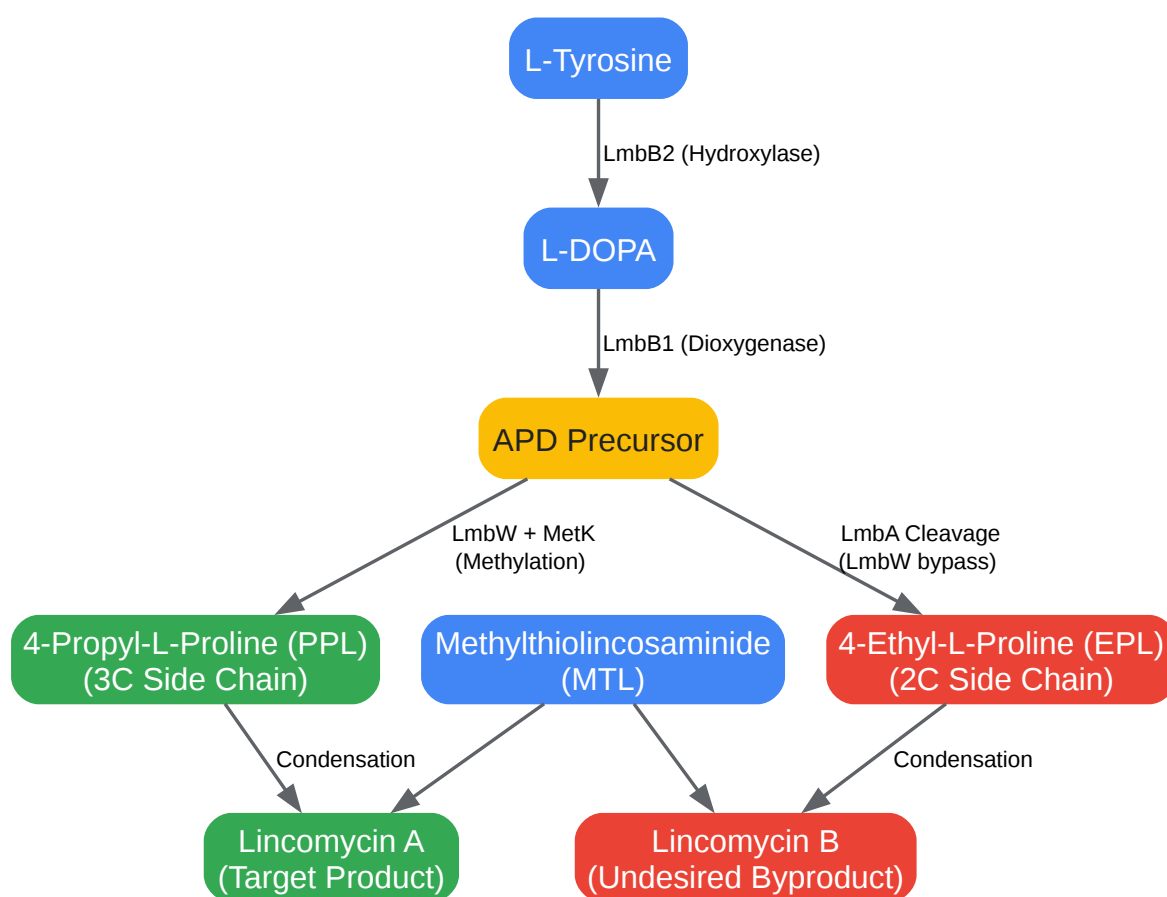 L-Tyrosine
LmbB2 (Hydroxylase)
L-DOPA
LmbB1 (Dioxygenase)
APD Precursor
LmbW + MetK
(Methylation)
LmbA Cleavage
(LmbW bypass)
4-Propyl-L-Proline (PPL)
(3C Side Chain)
Methylthiolincosaminide
(MTL)
4-Ethyl-L-Proline (EPL)
(2C Side Chain)
Condensation
Condensation
Lincomycin A
(Target Product)
Lincomycin B
(Undesired Byproduct)